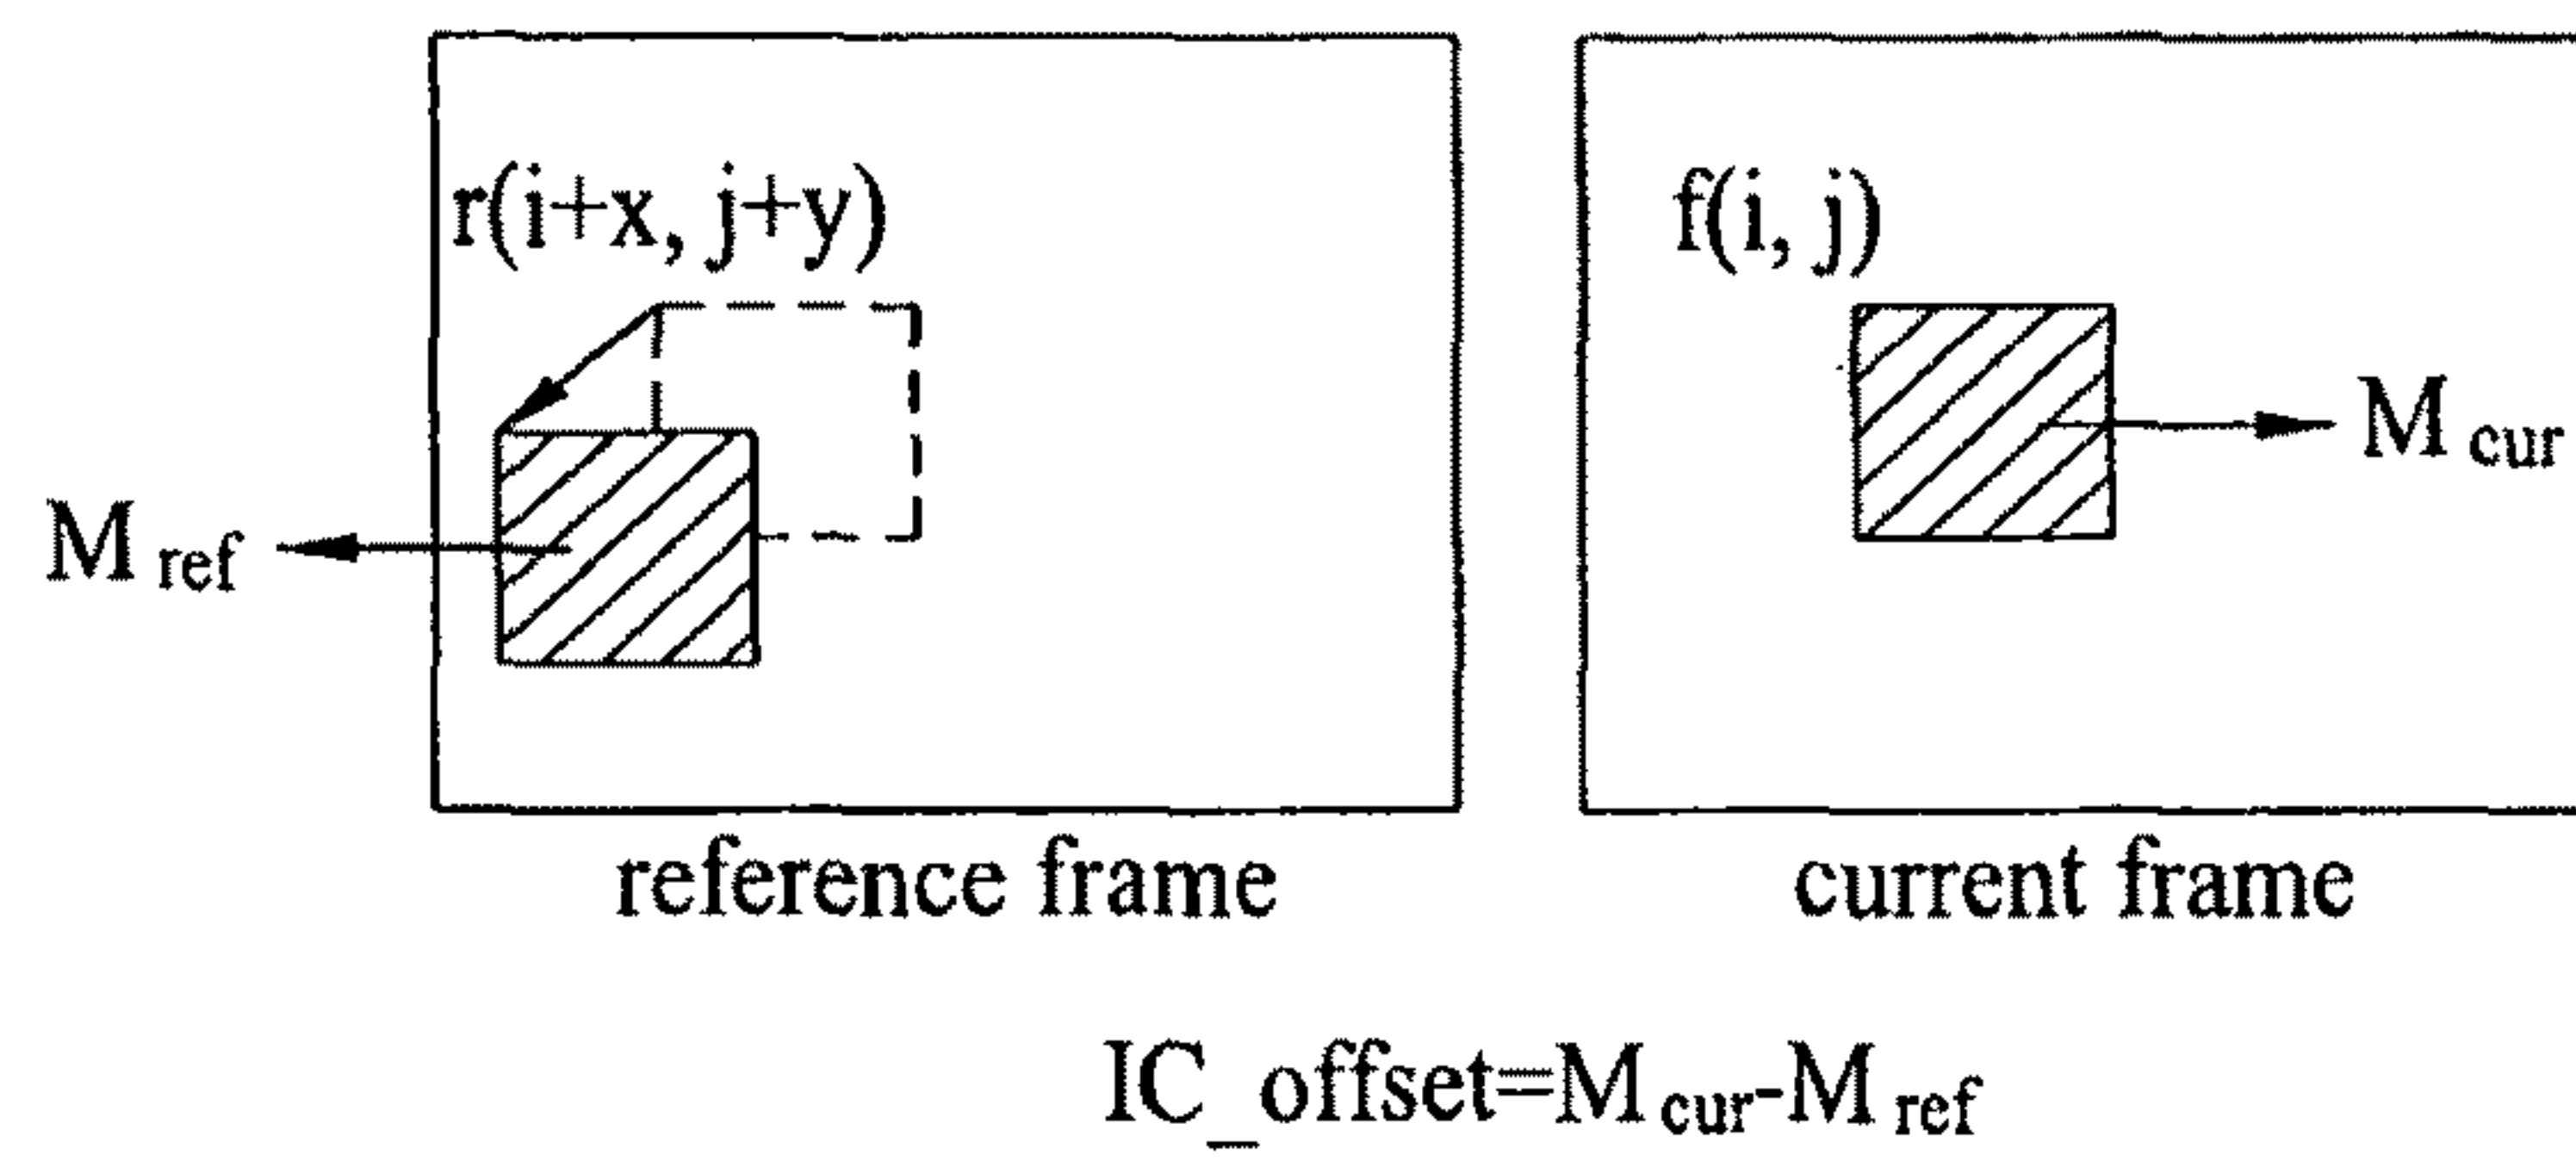 r(i+x, j+y)
f(i, j)
M cur
M ref
reference frame
current frame
IC_offset=M cur-M ref